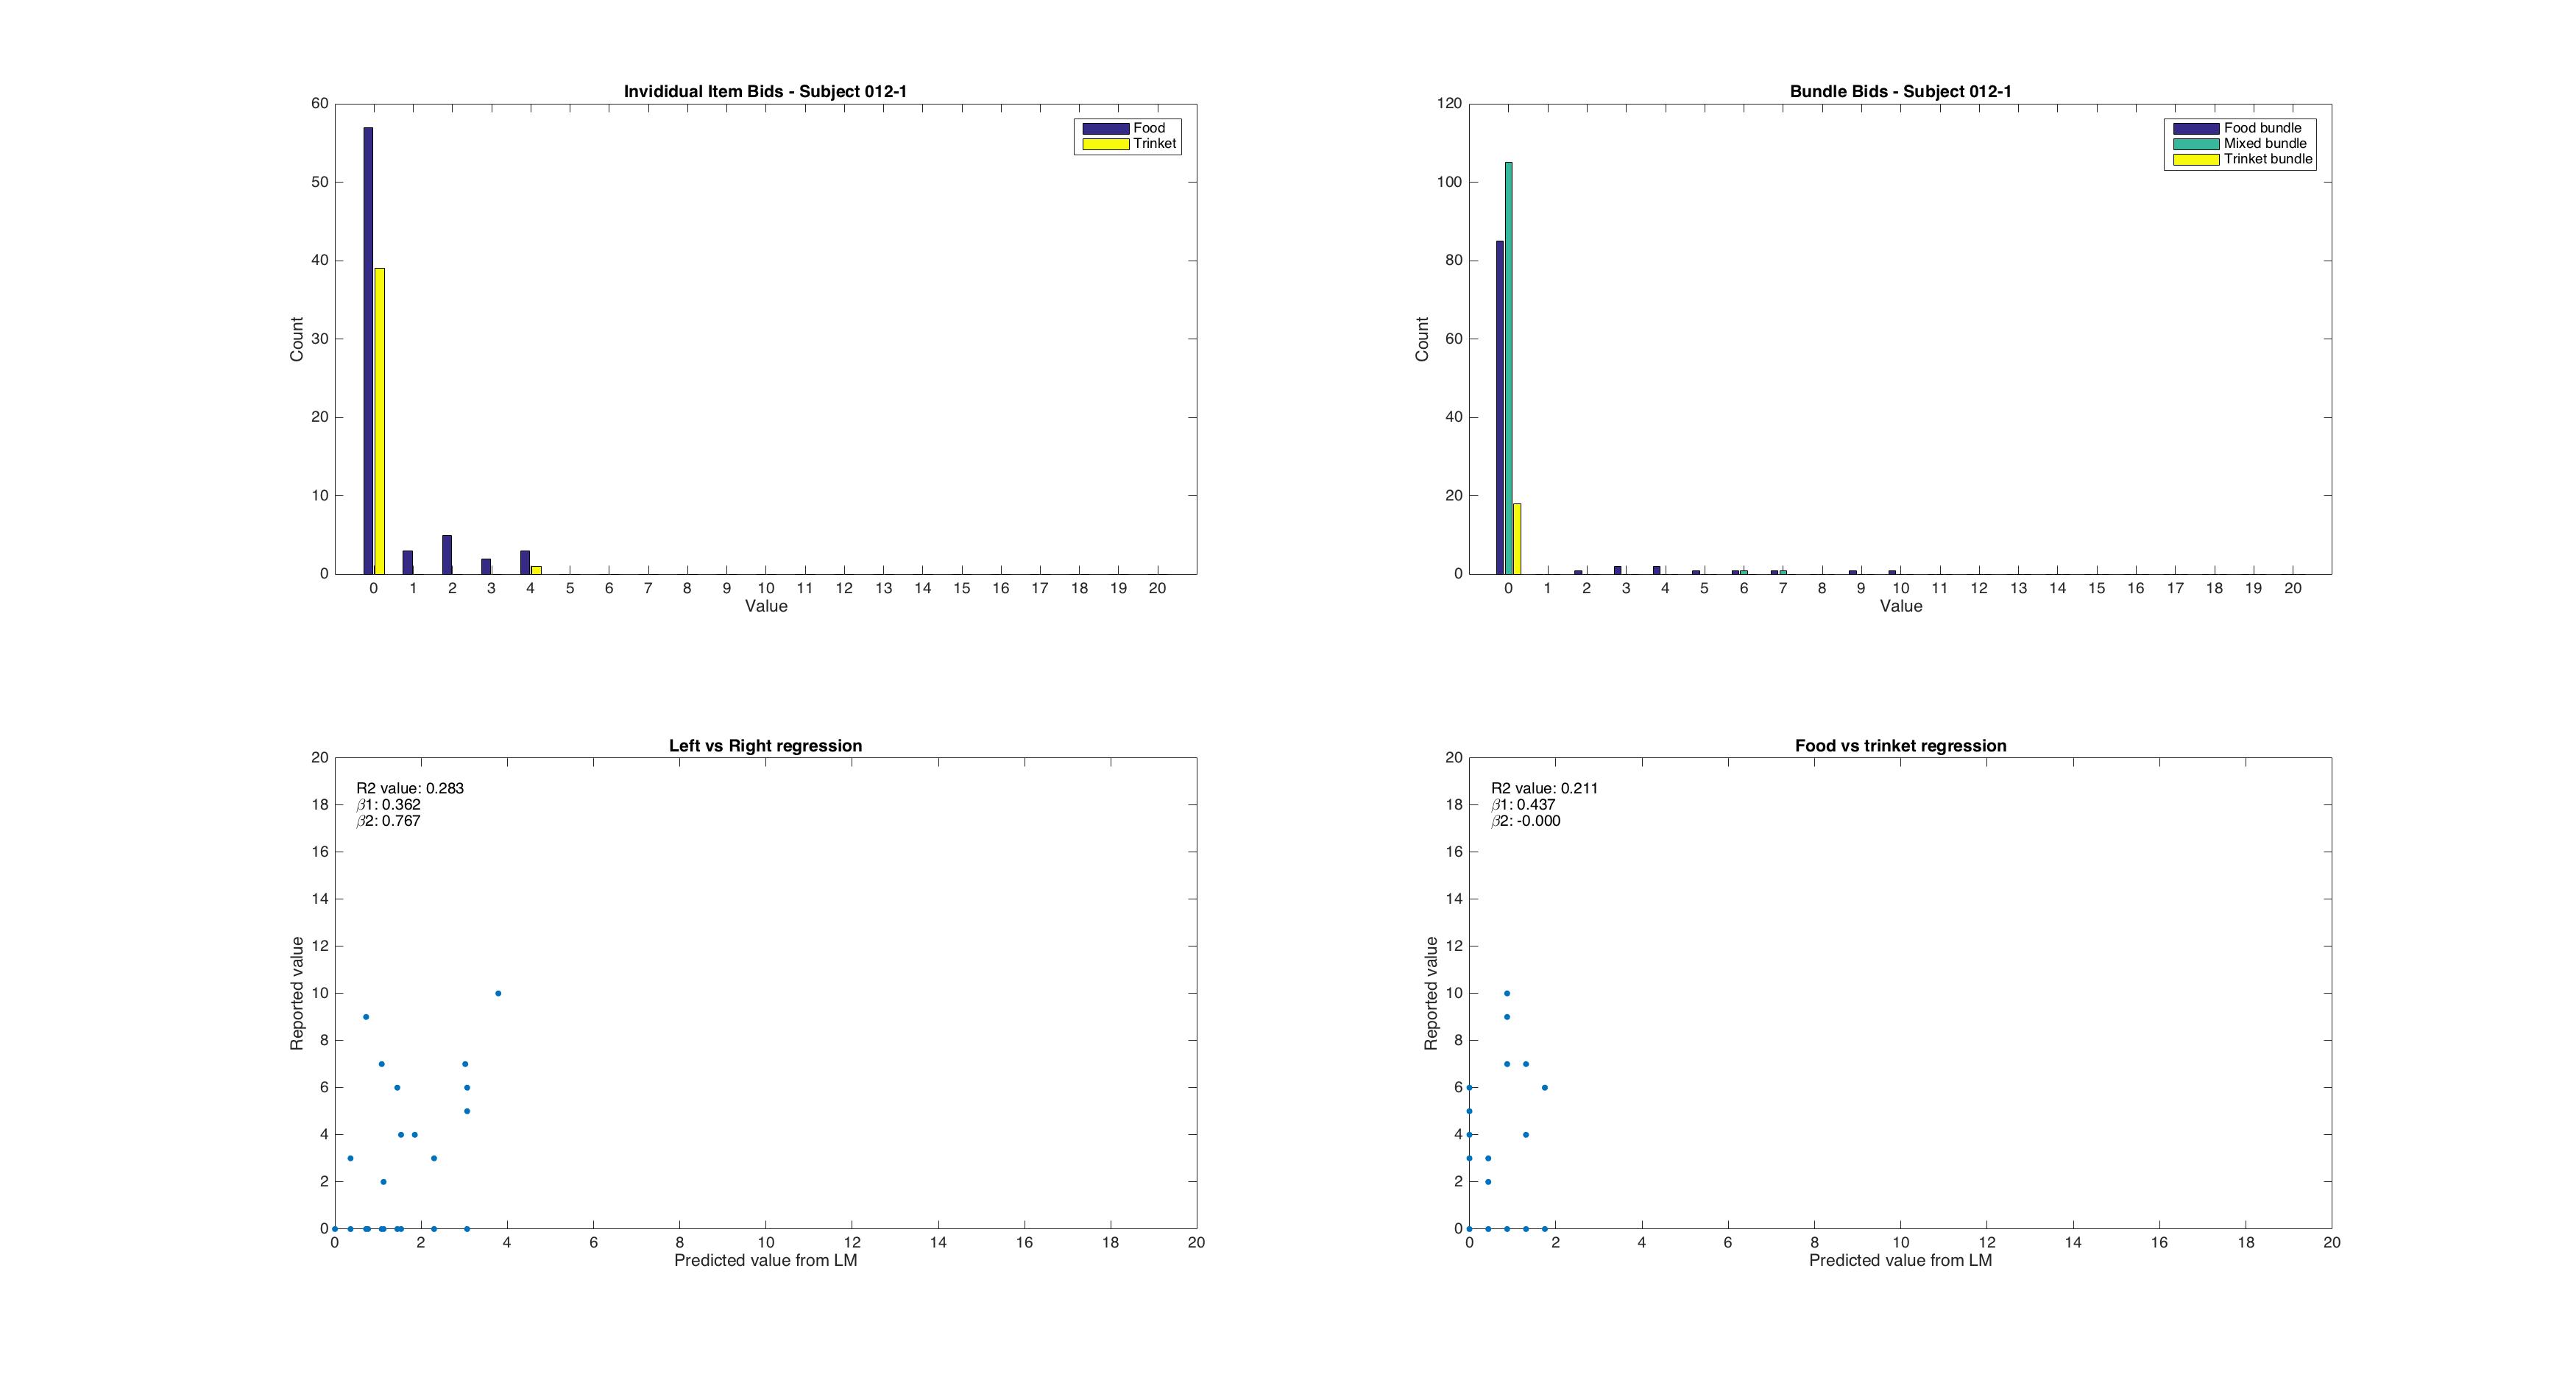 Invididual Item Bids - Subject 012-1
60
50
40
30
20
10
0
Count
Food
Trinket
0 1 2 3 4 5 6 7 8 9 10 11 12 13 14 15 16 17 18 19 20
Value
Bundle Bids - Subject 012-1
120
100
80
60
40
20
0
Count
Food bundle
Mixed bundle
Trinket bundle
0 1 2 3 4 5 6 7 8 9 10 11 12 13 14 15 16 17 18 19 20
Value
Left vs Right regression
20
18
16
14
12
10
8
6
4
2
0
Reported value
R2 value: 0.283
β1: 0.362
β2: 0.767
0 2 4 6 8 10 12 14 16 18 20
Predicted value from LM
Food vs trinket regression
20
18
16
14
12
10
8
6
4
2
0
Reported value
R2 value: 0.211
β1: 0.437
β2: -0.000
0 2 4 6 8 10 12 14 16 18 20
Predicted value from LM